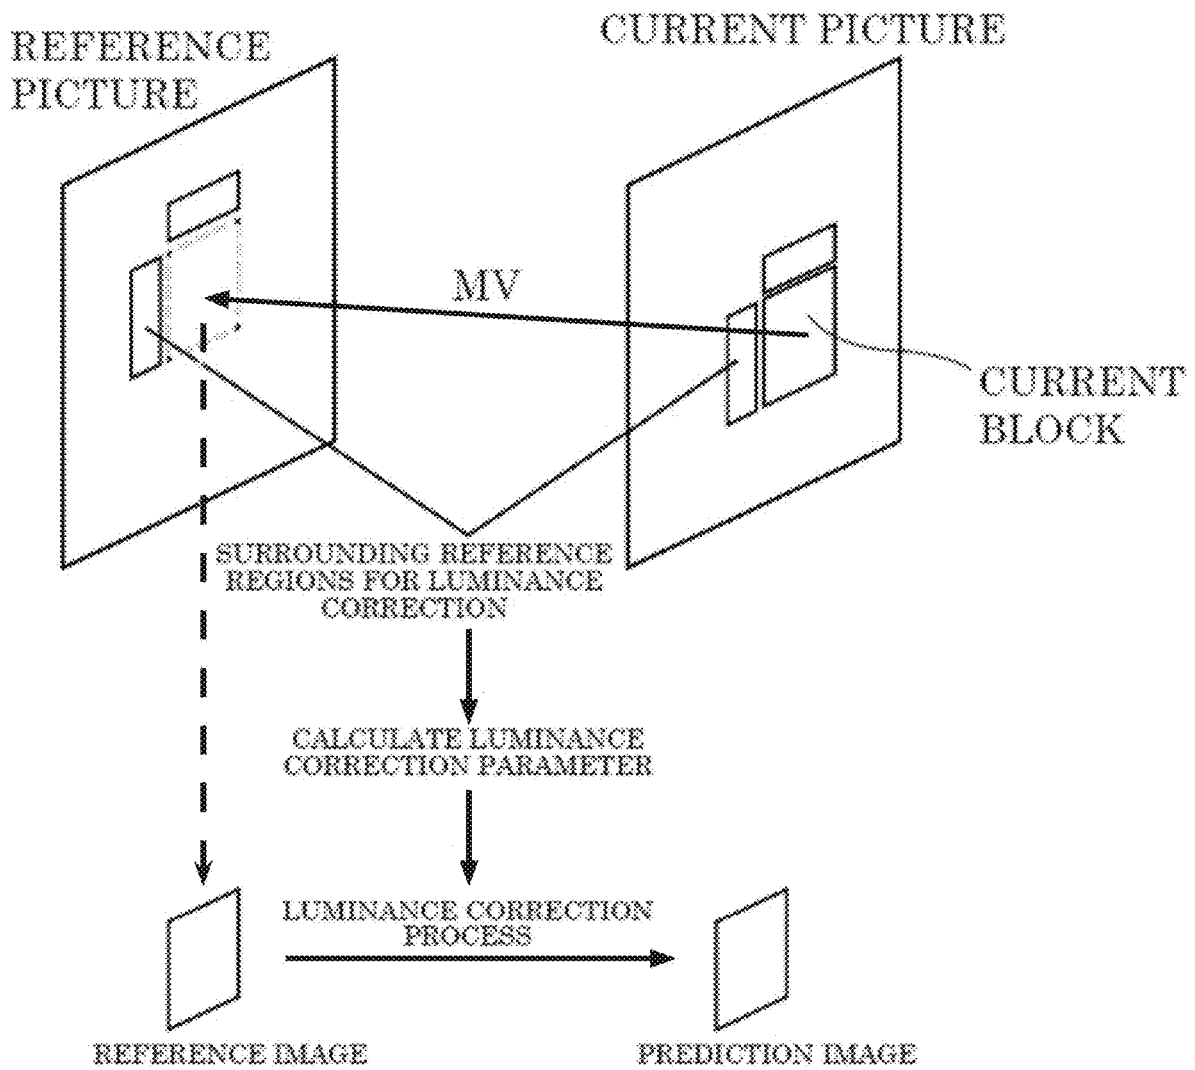 REFERENCE
PICTURE
CURRENT PICTURE
MV
CURRENT
BLOCK
SURROUNDING REFERENCE
REGIONS FOR LUMINANCE
CORRECTION
CALCULATE LUMINANCE
CORRECTION PARAMETER
LUMINANCE CORRECTION
PROCESS
REFERENCE IMAGE
PREDICTION IMAGE